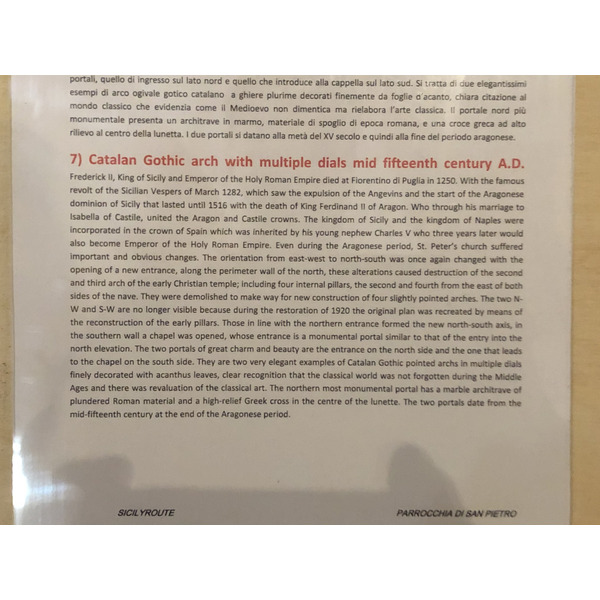 portali, quello di ingresso sul lato nord e quello che introduce alla cappella sul lato sud. Si tratta di due elegantissimi
esempi di arco ogivale gotico catalano a ghiere plurime decorati finemente da foglie d'acanto, chiara citazione al
mondo classico che evidenzia come il Medioevo non dimentica ma rielabora l'arte classica. Il portale nord più
monumentale presenta un architrave in marmo, materiale di spoglio di epoca romana, e una croce greca ad alto
rilievo al centro della lunetta. I due portali si datano alla metà del XV secolo e quindi alla fine del periodo aragonese.
7) Catalan Gothic arch with multiple dials mid fifteenth century A.D.
Frederick II, King of Sicily and Emperor of the Holy Roman Empire died at Fiorentino di Puglia in 1250. With the famous
revolt of the Sicilian Vespers of March 1282, which saw the expulsion of the Angevins and the start of the Aragonese
dominion of Sicily that lasted until 1516 with the death of King Ferdinand II of Aragon. Who through his marriage to
Isabella of Castile, united the Aragon and Castile crowns. The kingdom of Sicily and the kingdom of Naples were
incorporated in the crown of Spain which was inherited by his young nephew Charles V who three years later would
also become Emperor of the Holy Roman Empire. Even during the Aragonese period, St. Peter's church suffered
important and obvious changes. The orientation from east-west to north-south was once again changed with the
opening of a new entrance, along the perimeter wall of the north, these alterations caused destruction of the second
and third arch of the early Christian temple; including four internal pillars, the second and fourth from the east of both
sides of the nave. They were demolished to make way for new construction of four slightly pointed arches. The two N-
W and S-W are no longer visible because during the restoration of 1920 the original plan was recreated by means of
the reconstruction of the early pillars. Those in line with the northern entrance formed the new north-south axis, in
the southern wall a chapel was opened, whose entrance is a monumental portal similar to that of the entry into the
north elevation. The two portals of great charm and beauty are the entrance on the north side and the one that leads
to the chapel on the south side. They are two very elegant examples of Catalan Gothic pointed archs in multiple dials
finely decorated with acanthus leaves, clear recognition that the classical world was not forgotten during the Middle
Ages and there was revaluation of the classical art. The northern most monumental portal has a marble architrave of
plundered Roman material and a high-relief Greek cross in the centre of the lunette. The two portals date from the
mid-fifteenth century at the end of the Aragonese period.
SICILYROUTE
PARROCCHIA DI SAN PIETRO